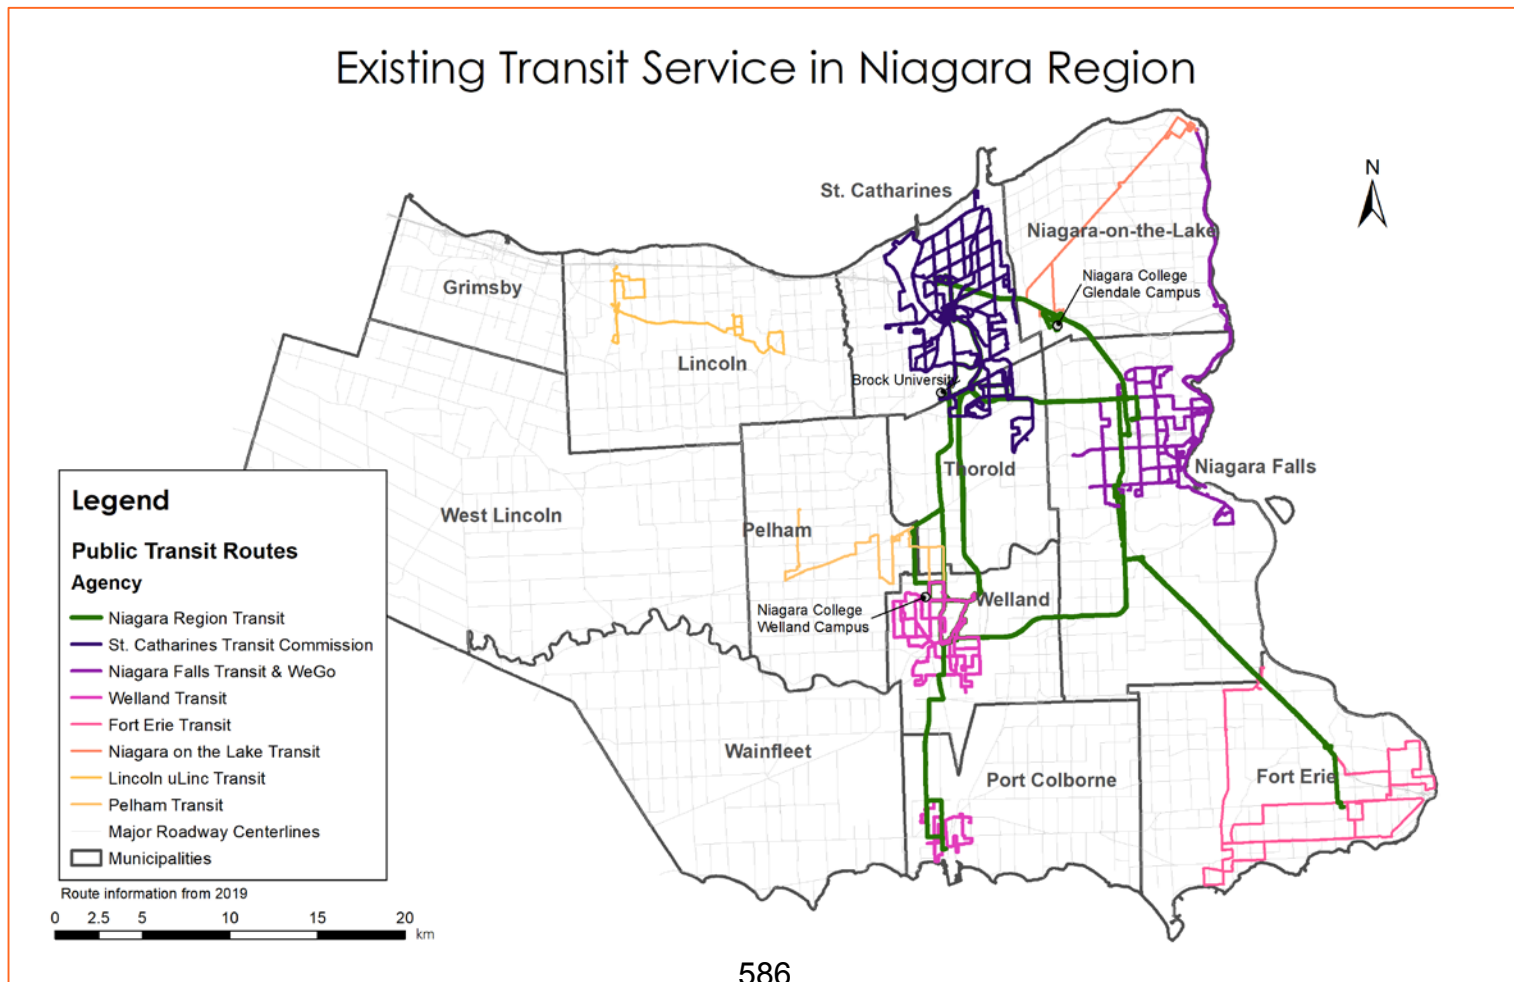 Existing Transit Service in Niagara Region
N
St. Catharines
Niagara-on-the-Lake
Niagara College
Glendale Campus
Grimsby
Lincoln
Brock University
Thorold
Niagara Falls
West Lincoln
Pelham
Niagara College
Welland Campus
Welland
Wainfleet
Port Colborne
Fort Erie
Legend
Public Transit Routes
Agency
Niagara Region Transit
St. Catharines Transit Commission
Niagara Falls Transit & WeGo
Welland Transit
Fort Erie Transit
Niagara on the Lake Transit
Lincoln uLinc Transit
Pelham Transit
Major Roadway Centerlines
Municipalities
Route information from 2019
0 2.5 5 10 15 20
km
586